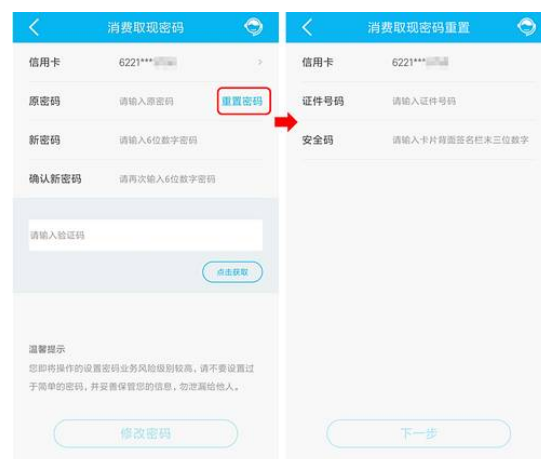 消费取现密码
信用卡 6221***
原密码 请输入原密码 重置密码
新密码 请输入6位数字密码
确认新密码 请再次输入6位数字密码
请输入验证码
点击获取
温馨提示
您即将操作的设置密码业务风险级别较高，请不要设置过
于简单的密码，并妥善保管您的信息，勿泄漏给他人。
修改密码
消费取现密码重置
信用卡 6221***
证件号码 请输入证件号码
安全码 请输入卡片背面签名栏末三位数字
下一步